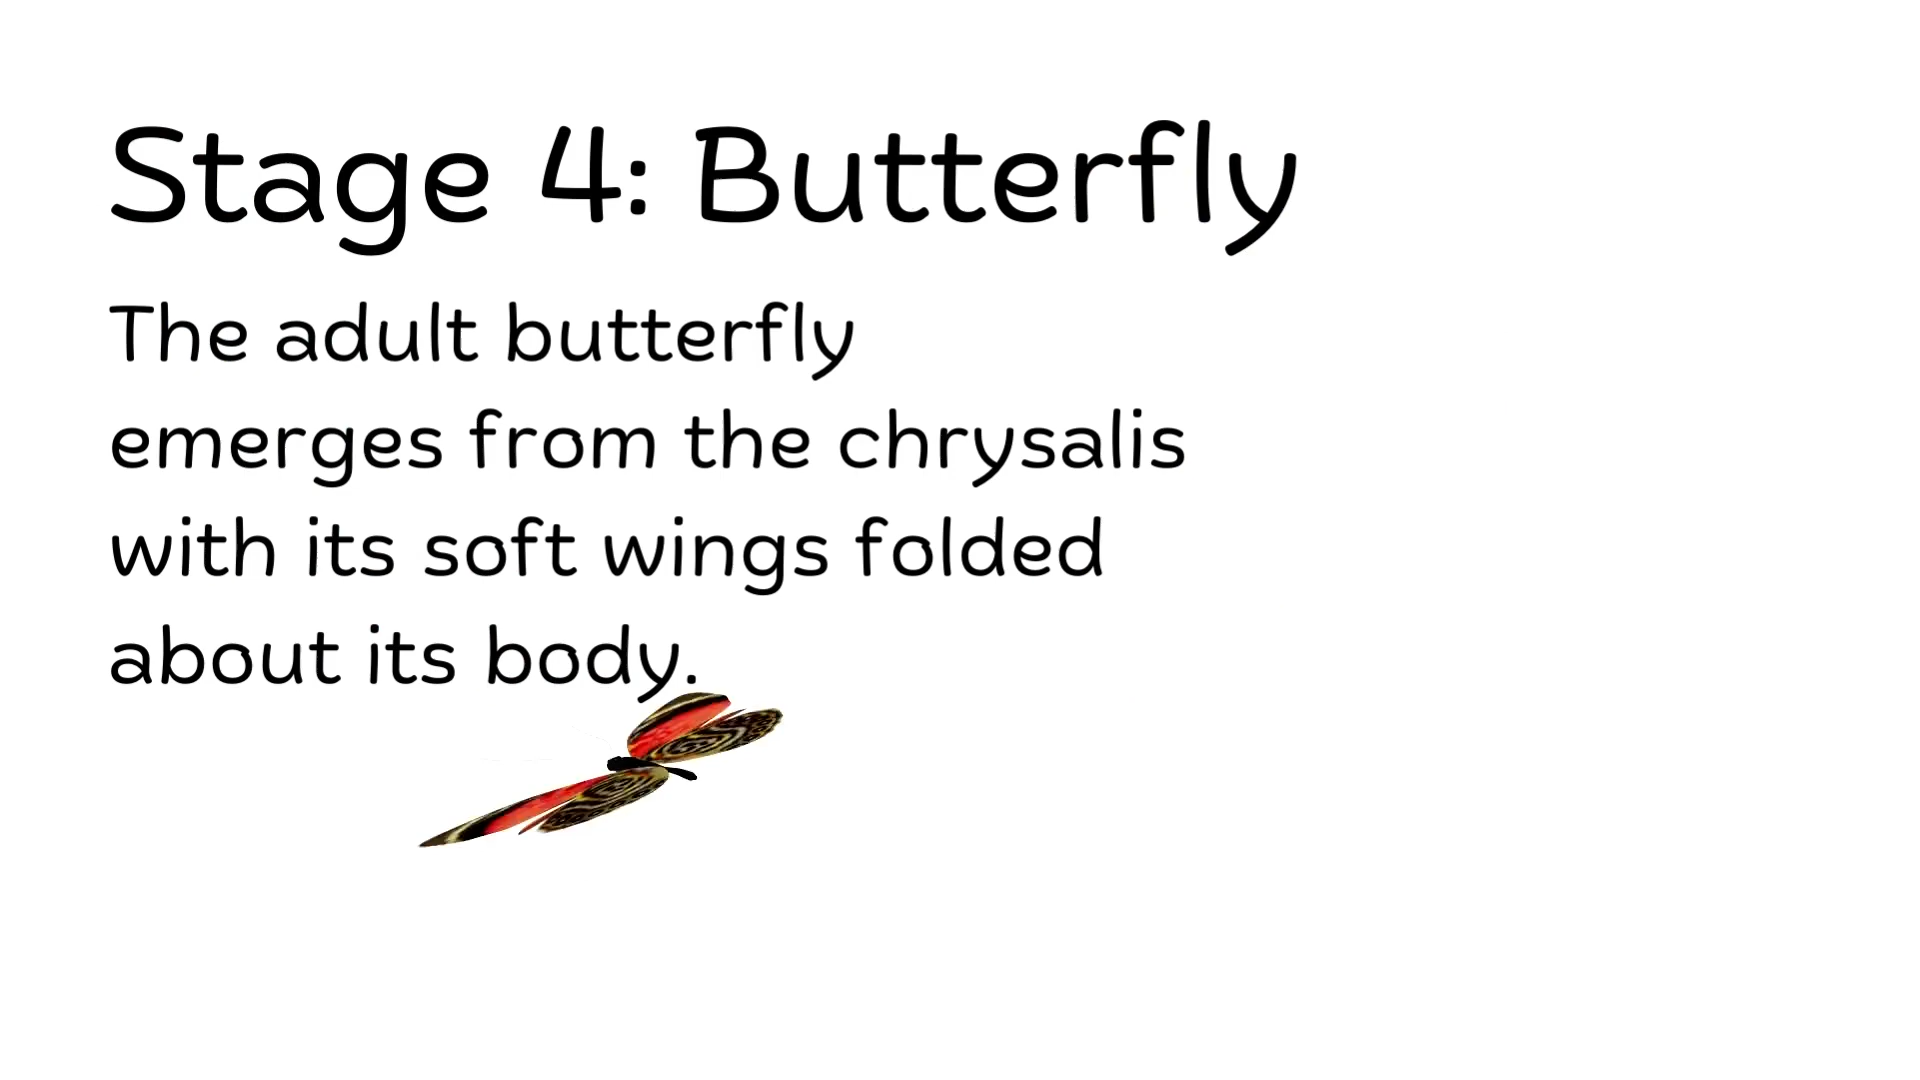 Stage 4: Butterfly
The adult butterfly
emerges from the chrysalis
with its soft wings folded
about its body.